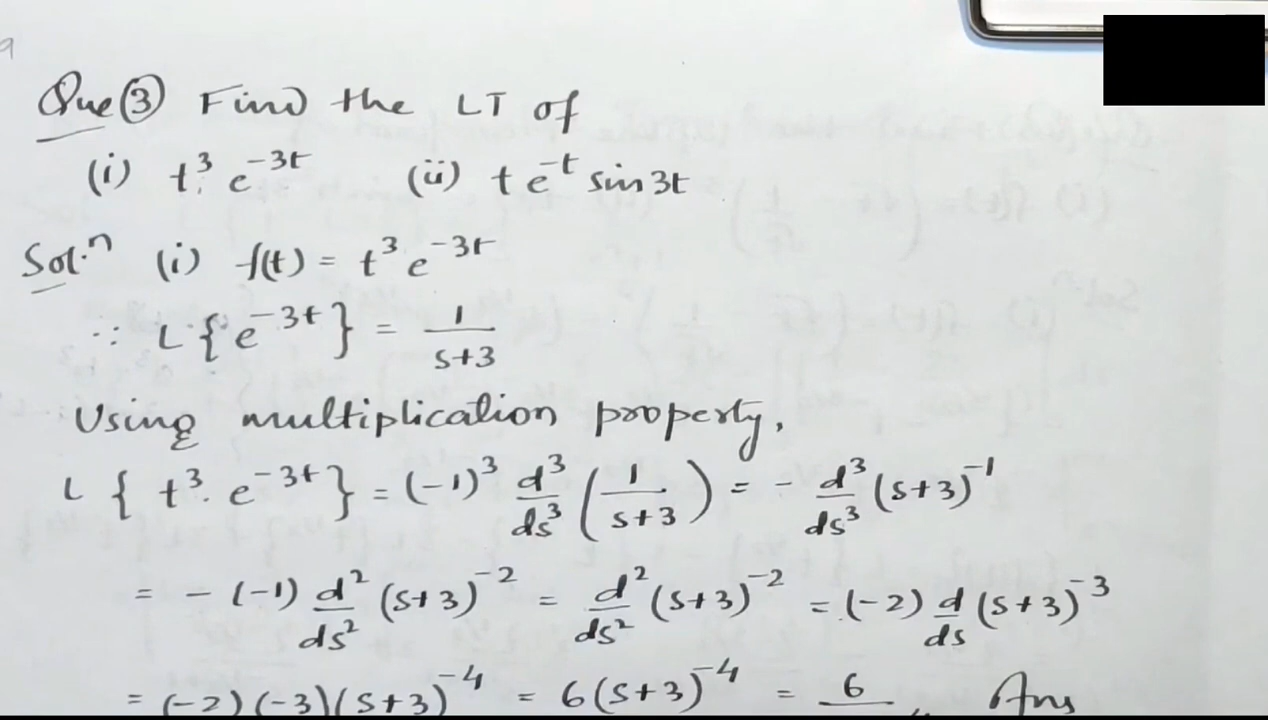 Que ③ Find the LT of
(i) t³ e^{-3t} (ii) t e^{-t} sin 3t
Sol.ⁿ (i) f(t) = t³ e^{-3t}
∵ L{e^{-3t}} = 1/(s+3)
Using multiplication property,
L{t³. e^{-3t}} = (-1)³ d³/ds³ (1/(s+3)) = - d³/ds³ (s+3)^{-1}
= - (-1) d²/ds² (s+3)^{-2} = d²/ds² (s+3)^{-2} = (-2) d/ds (s+3)^{-3}
= (-2)(-3)(s+3)^{-4} = 6(s+3)^{-4} = 6/ Ans